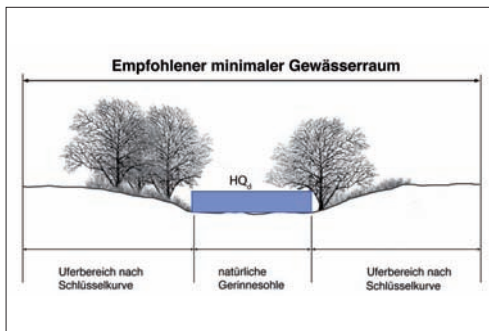 Empfohlener minimaler Gewässerraum
HQd
Uferbereich nach
Schlüsselkurve
natürliche
Gerinnesohle
Uferbereich nach
Schlüsselkurve